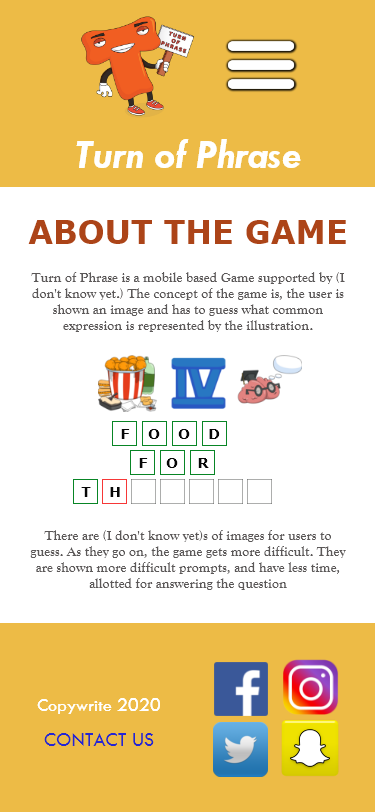 TURN
OF
PHRASE
Turn of Phrase
ABOUT THE GAME
Turn of Phrase is a mobile based Game supported by (I
don't know yet.) The concept of the game is, the user is
shown an image and has to guess what common
expression is represented by the illustration.
IV
F O O D
F O R
T H
There are (I don't know yet)s of images for users to
guess. As they go on, the game gets more difficult. They
are shown more difficult prompts, and have less time,
allotted for answering the question
Copywrite 2020
CONTACT US